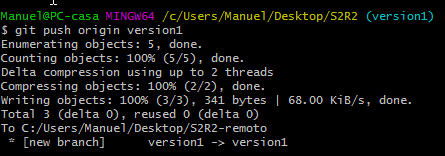 Manuel@PC-casa MINGW64 /c/Users/Manuel/Desktop/S2R2 (version1)
$ git push origin version1
Enumerating objects: 5, done.
Counting objects: 100% (5/5), done.
Delta compression using up to 2 threads
Compressing objects: 100% (2/2), done.
Writing objects: 100% (3/3), 341 bytes | 68.00 KiB/s, done.
Total 3 (delta 0), reused 0 (delta 0)
To C:/Users/Manuel/Desktop/S2R2-remoto
 * [new branch]      version1 -> version1